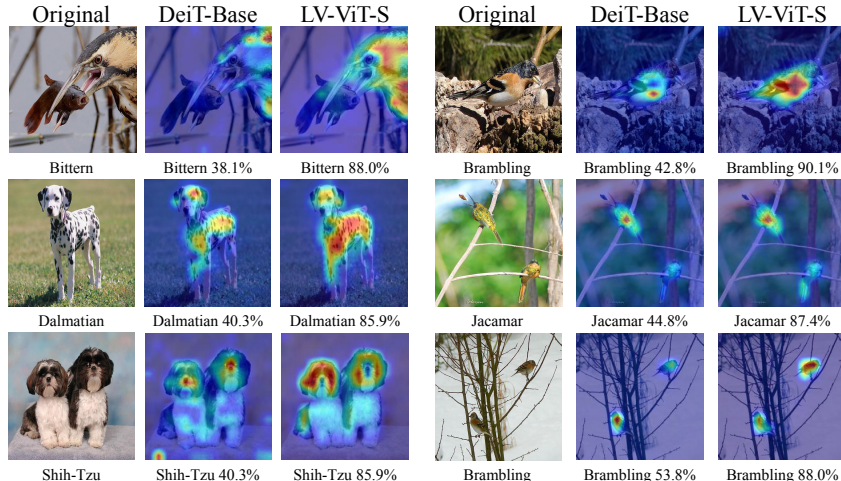 Original DeiT-Base LV-ViT-S Original DeiT-Base LV-ViT-S
Bittern Bittern 38.1% Bittern 88.0% Brambling Brambling 42.8% Brambling 90.1%
Dalmatian Dalmatian 40.3% Dalmatian 85.9% Jacamar Jacamar 44.8% Jacamar 87.4%
Shih-Tzu Shih-Tzu 40.3% Shih-Tzu 85.9% Brambling Brambling 53.8% Brambling 88.0%